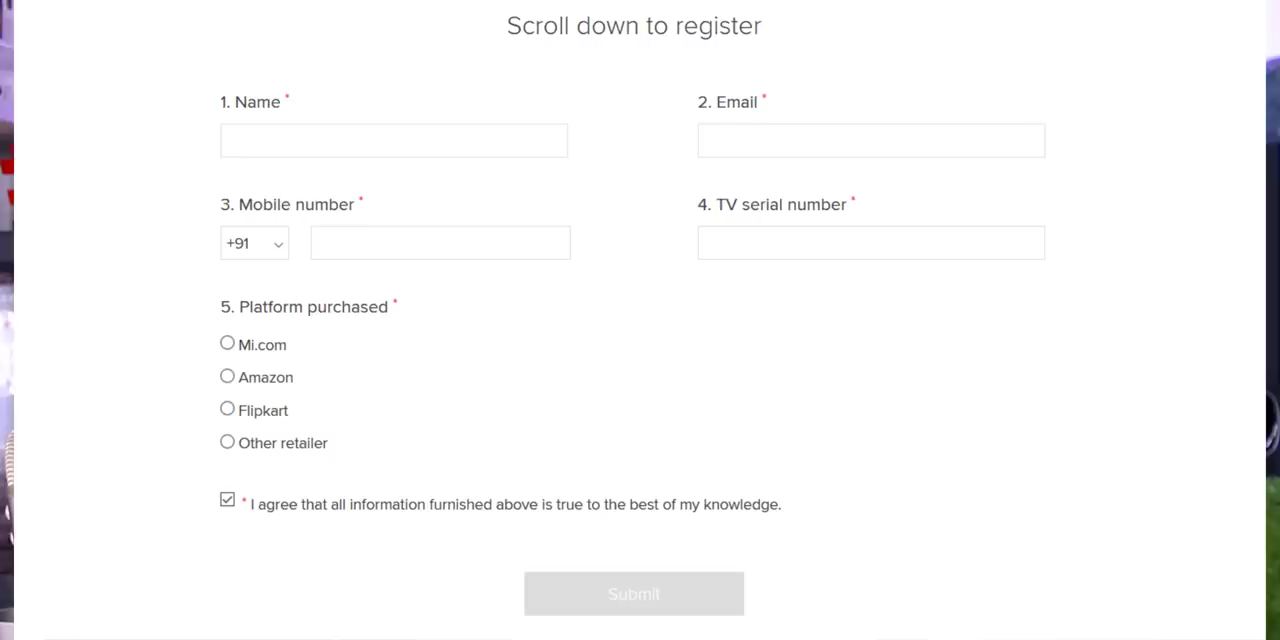 Scroll down to register
1. Name *
2. Email *
3. Mobile number *
4. TV serial number *
+91
5. Platform purchased *
Mi.com
Amazon
Flipkart
Other retailer
* I agree that all information furnished above is true to the best of my knowledge.
Submit